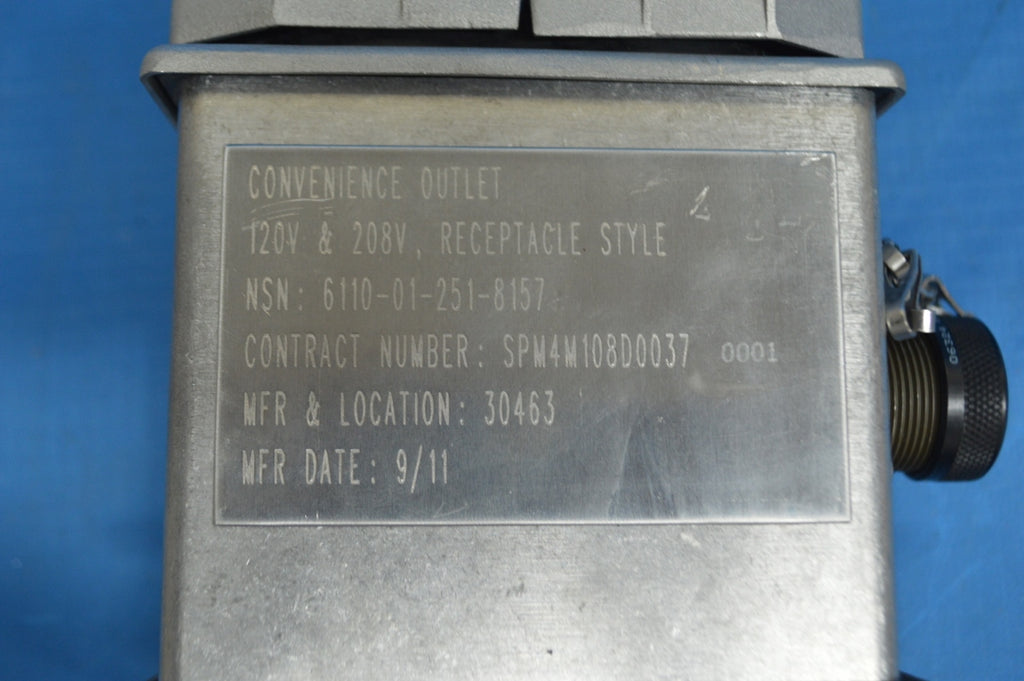 CONVENIENCE OUTLET
120V & 208V, RECEPTACLE STYLE
NSN: 6110-01-251-8157
CONTRACT NUMBER: SPM4M108D0037 0001
MFR & LOCATION: 30463
MFR DATE: 9/11